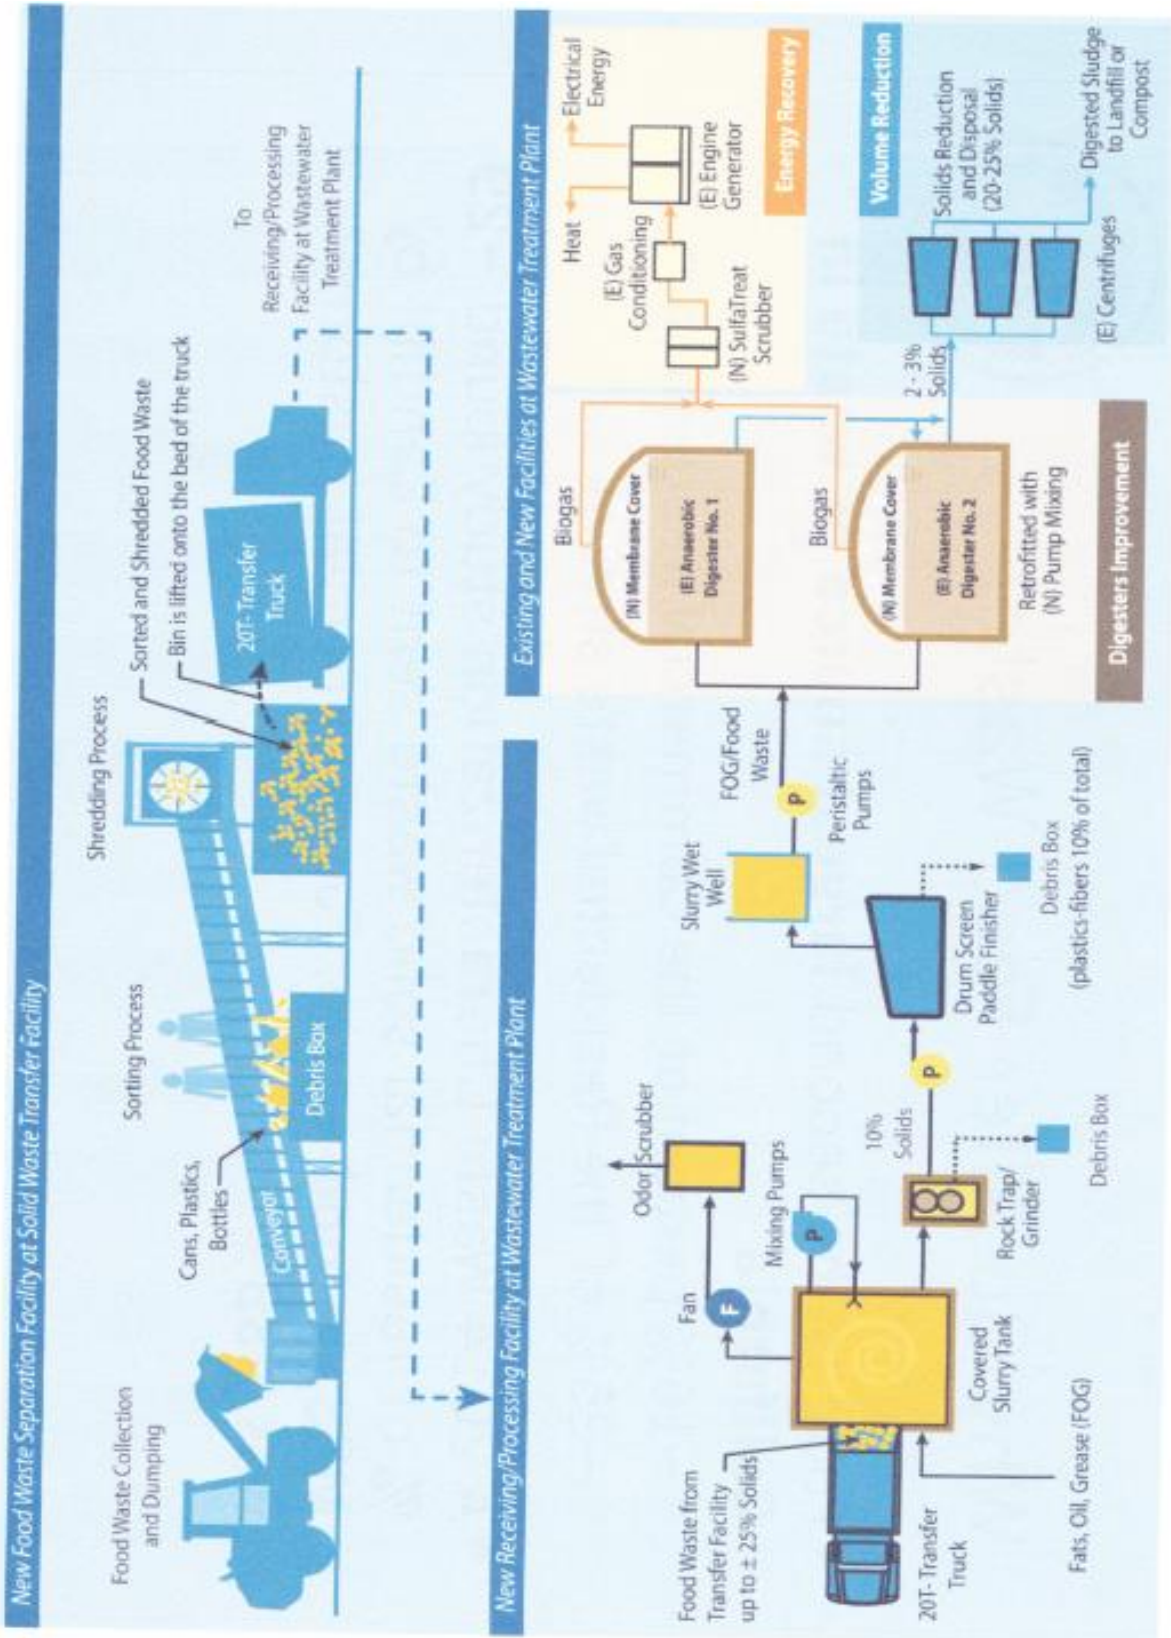 New Food Waste Separation Facility at Solid Waste Transfer Facility
Food Waste Collection
and Dumping
Cans, Plastics,
Bottles
Conveyor
Sorting Process
Debris Box
Shredding Process
Sorted and Shredded Food Waste
Bin is lifted onto the bed of the truck
20T-Transfer
Truck
To
Receiving/Processing
Facility at Wastewater
Treatment Plant
New Receiving/Processing Facility at Wastewater Treatment Plant
Food Waste from
Transfer Facility
up to ± 25% Solids
20T- Transfer
Truck
Fats, Oil, Grease (FOG)
Fan
F
Odor Scrubber
Mixing Pumps
P
Covered
Slurry Tank
Rock Trap/
Grinder
10%
Solids
P
Debris Box
Drum Screen
Paddle Finisher
Debris Box
(plastics-fibers 10% of total)
Slurry Wet
Well
P
Peristaltic
Pumps
FOG/Food
Waste
Existing and New Facilities at Wastewater Treatment Plant
Biogas
(N) Membrane Cover
(E) Anaerobic
Digester No. 1
Biogas
(N) Membrane Cover
(E) Anaerobic
Digester No. 2
Retrofitted with
(N) Pump Mixing
Digesters Improvement
Heat
Electrical
Energy
(E) Gas
Conditioning
(N) SulfaTreat
Scrubber
(E) Engine
Generator
Energy Recovery
Volume Reduction
2 - 3%
Solids
(E) Centrifuges
Solids Reduction
and Disposal
(20-25% Solids)
Digested Sludge
to Landfill or
Compost